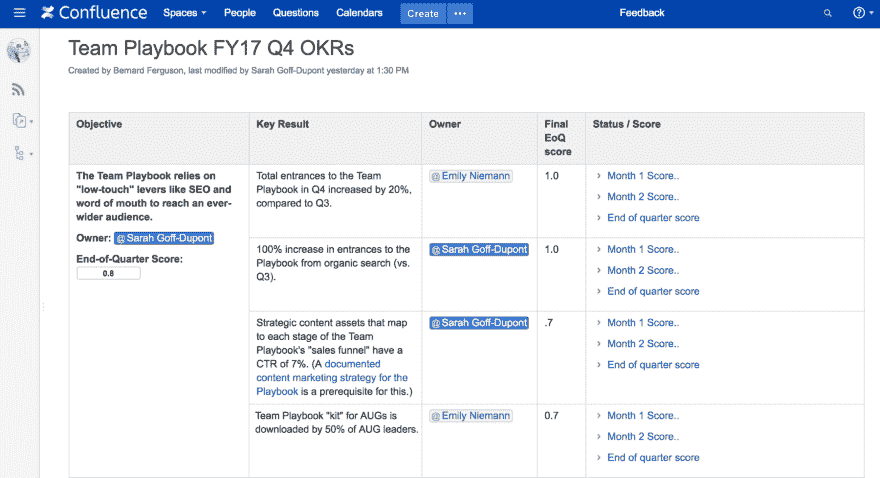 Confluence Spaces People Questions Calendars Create ••• Feedback
Team Playbook FY17 Q4 OKRs
Created by Bernard Ferguson, last modified by Sarah Goff-Dupont yesterday at 1:30 PM
Objective Key Result Owner Final EoQ score Status / Score
The Team Playbook relies on
"low-touch" levers like SEO and
word of mouth to reach an ever-
wider audience.
Owner: @Sarah Goff-Dupont
End-of-Quarter Score:
0.8
Total entrances to the Team
Playbook in Q4 increased by 20%,
compared to Q3.
@Emily Niemann
1.0
Month 1 Score..
Month 2 Score..
End of quarter score
100% increase in entrances to the
Playbook from organic search (vs.
Q3).
@Sarah Goff-Dupont
1.0
Month 1 Score..
Month 2 Score..
End of quarter score
Strategic content assets that map
to each stage of the Team
Playbook's "sales funnel" have a
CTR of 7%. (A documented
content marketing strategy for the
Playbook is a prerequisite for this.)
@Sarah Goff-Dupont
.7
Month 1 Score..
Month 2 Score..
End of quarter score
Team Playbook "kit" for AUGs is
downloaded by 50% of AUG leaders.
@Emily Niemann
0.7
Month 1 Score..
Month 2 Score..
End of quarter score